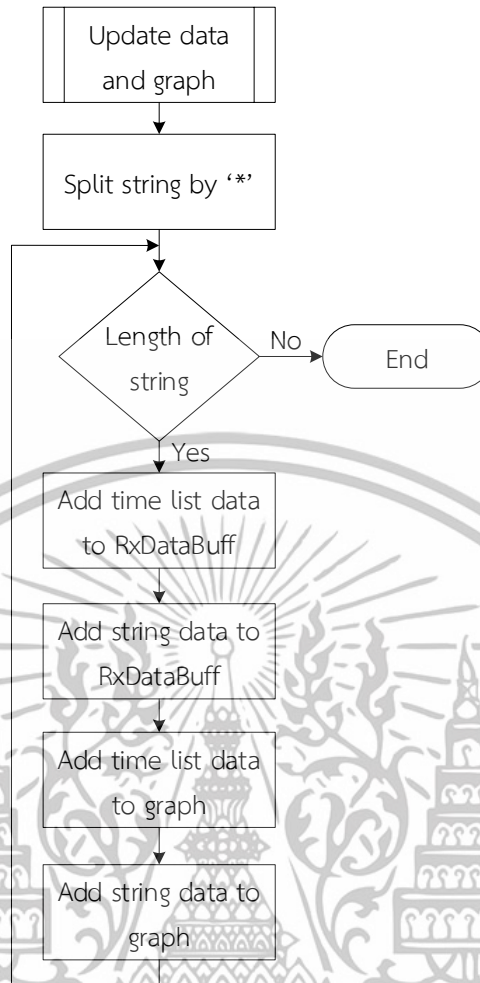 Update data
and graph
Split string by ‘*’
Length of
string
No
End
Yes
Add time list data
to RxDataBuff
Add string data to
RxDataBuff
Add time list data
to graph
Add string data to
graph